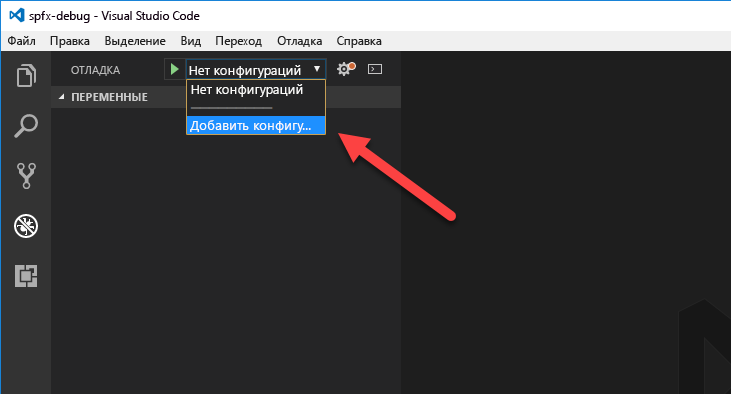 spfx-debug - Visual Studio Code
Файл Правка Выделение Вид Переход Отладка Справка
ОТЛАДКА Нет конфигураций
Нет конфигураций
ПЕРЕМЕННЫЕ
Добавить конфигу...